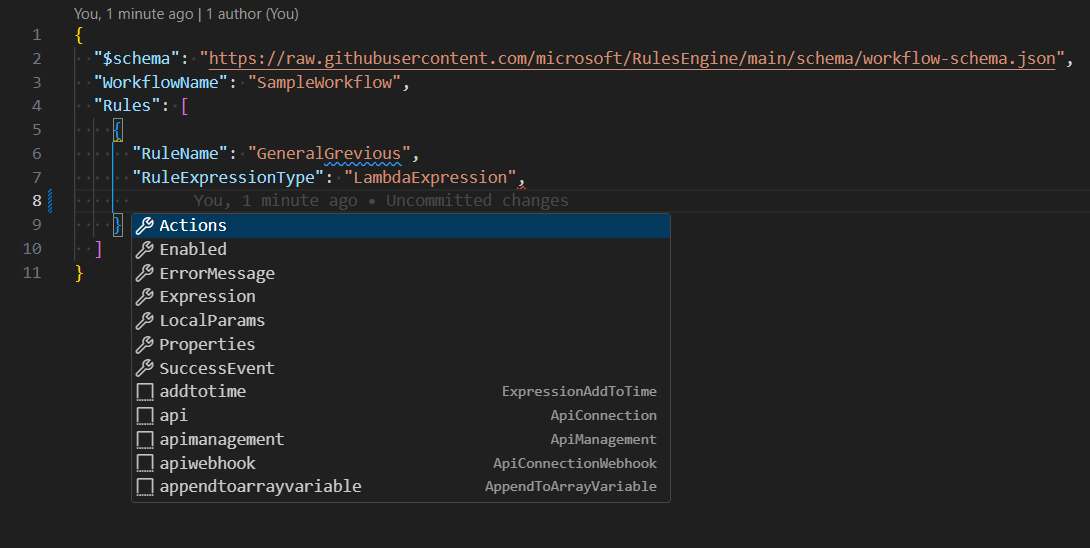 You, 1 minute ago | 1 author (You)
1 {
2 "$schema": "https://raw.githubusercontent.com/microsoft/RulesEngine/main/schema/workflow-schema.json",
3 "WorkflowName": "SampleWorkflow",
4 "Rules": [
5 {
6 "RuleName": "GeneralGrevious",
7 "RuleExpressionType": "LambdaExpression",
8 You, 1 minute ago • Uncommitted changes
9 } Actions
10 ] Enabled
11 } ErrorMessage
Expression
LocalParams
Properties
SuccessEvent
addtotime ExpressionAddToTime
api ApiConnection
apimanagement ApiManagement
apiwebhook ApiConnectionWebhook
appendtoarrayvariable AppendToArrayVariable